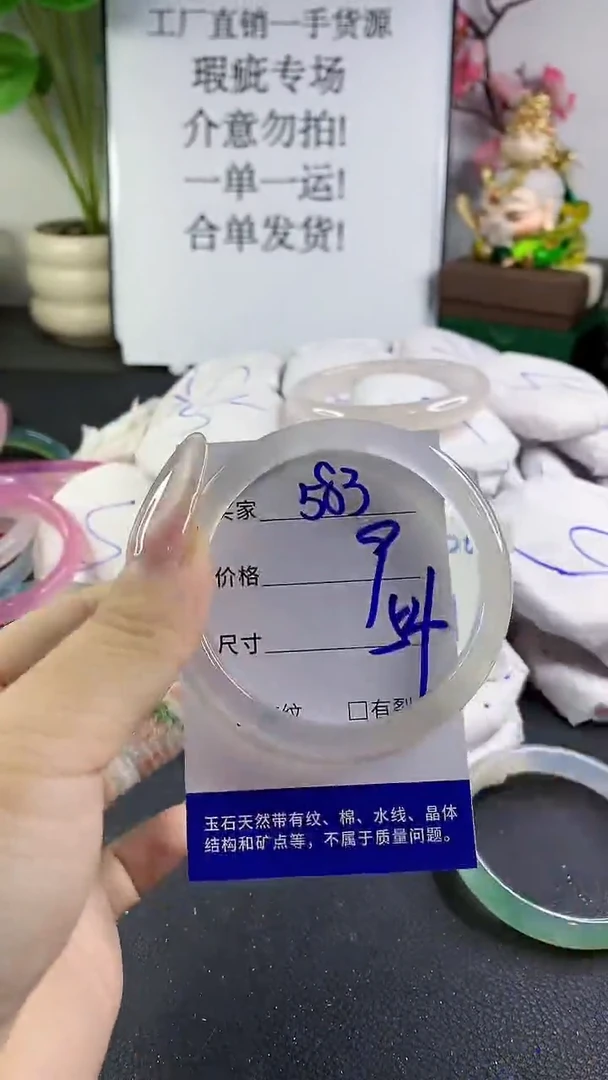 工厂直销一手货源
瑕疵专场
介意勿拍!
一单一运!
合单发货!
家 583
价格 9
尺寸 54
纹 □有裂
玉石天然带有纹、棉、水线、晶体
结构和矿点等，不属于质量问题。